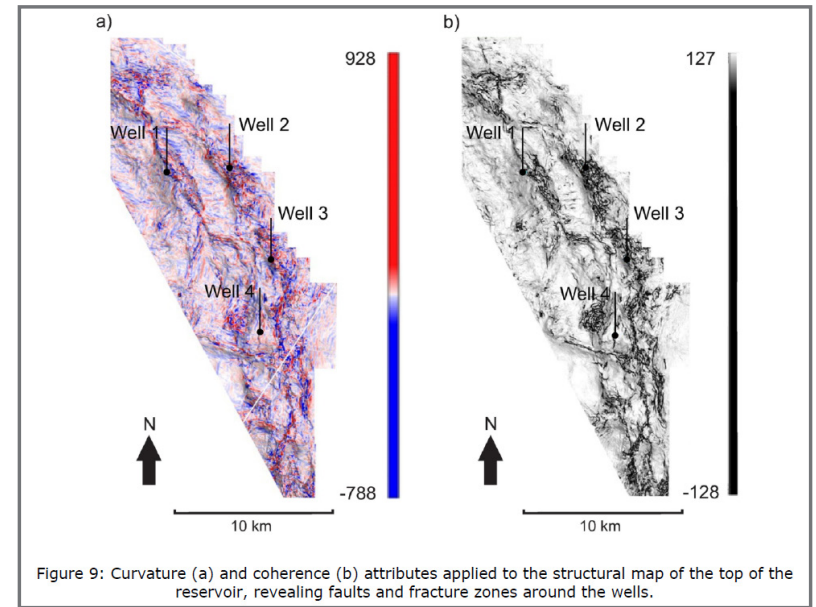 a)
b)
928
127
Well 1
Well 2
Well 1
Well 2
Well 3
Well 3
Well 4
Well 4
N
N
-788
-128
10 km
10 km
Figure 9: Curvature (a) and coherence (b) attributes applied to the structural map of the top of the
reservoir, revealing faults and fracture zones around the wells.